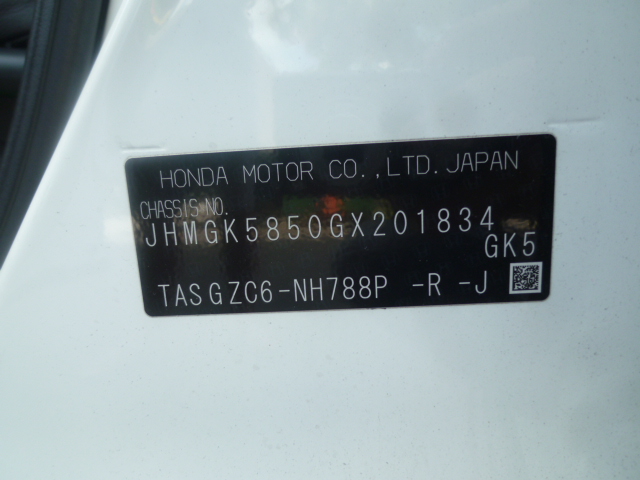 HONDA MOTOR CO.,LTD.JAPAN
CHASSIS NO.
JHMGK5850GX201834
GK5
TASGZC6-NH788P -R -J